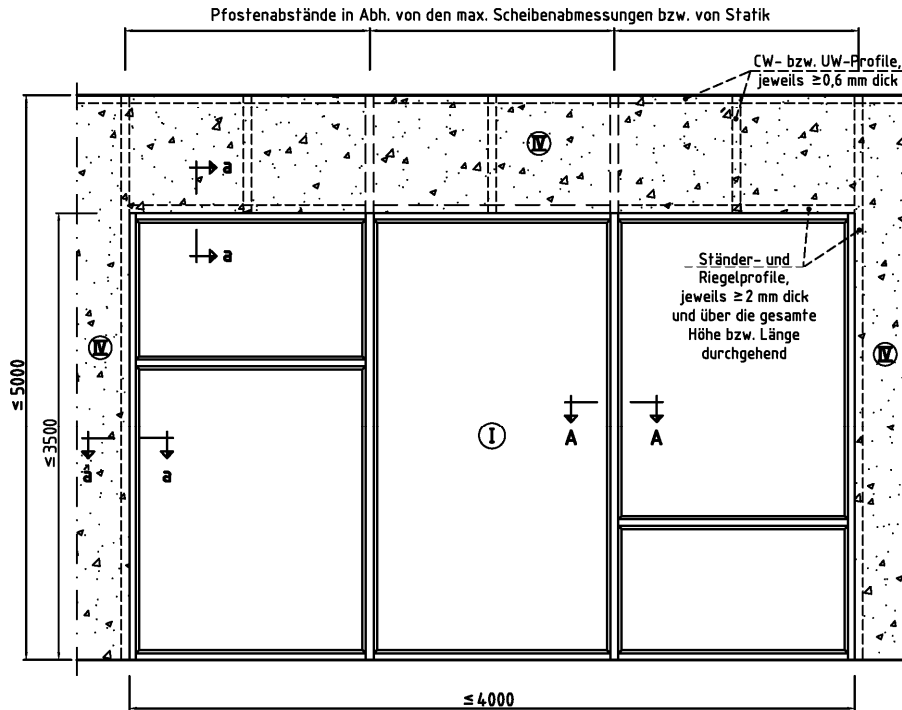 Pfostenabstände in Abh. von den max. Scheibenabmessungen bzw. von Statik
CW- bzw. UW-Profile,
jeweils ≥0,6 mm dick
IV
a
a
Ständer- und
Riegelprofile,
jeweils ≥2 mm dick
und über die gesamte
Höhe bzw. Länge
durchgehend
IV
IV
≤5000
≤3500
I
A
A
a
a
≤4000